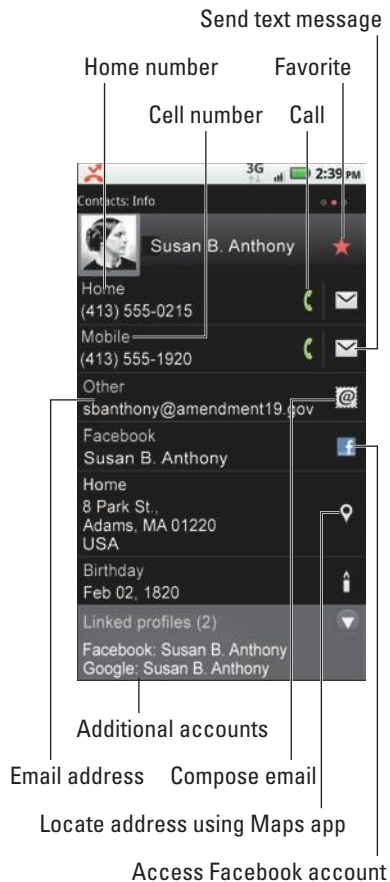 Send text message
Home number
Favorite
Cell number
Call
3G
2:39 PM
Contacts: Info
Susan B. Anthony
Home
(413) 555-0215
Mobile
(413) 555-1920
Other
sbanthony@amendment19.gov
@
Facebook
f
Susan B. Anthony
Home
8 Park St.,
Adams, MA 01220
USA
Birthday
Feb 02, 1820
Linked profiles (2)
Facebook: Susan B. Anthony
Google: Susan B. Anthony
Additional accounts
Email address
Compose email
Locate address using Maps app
Access Facebook account